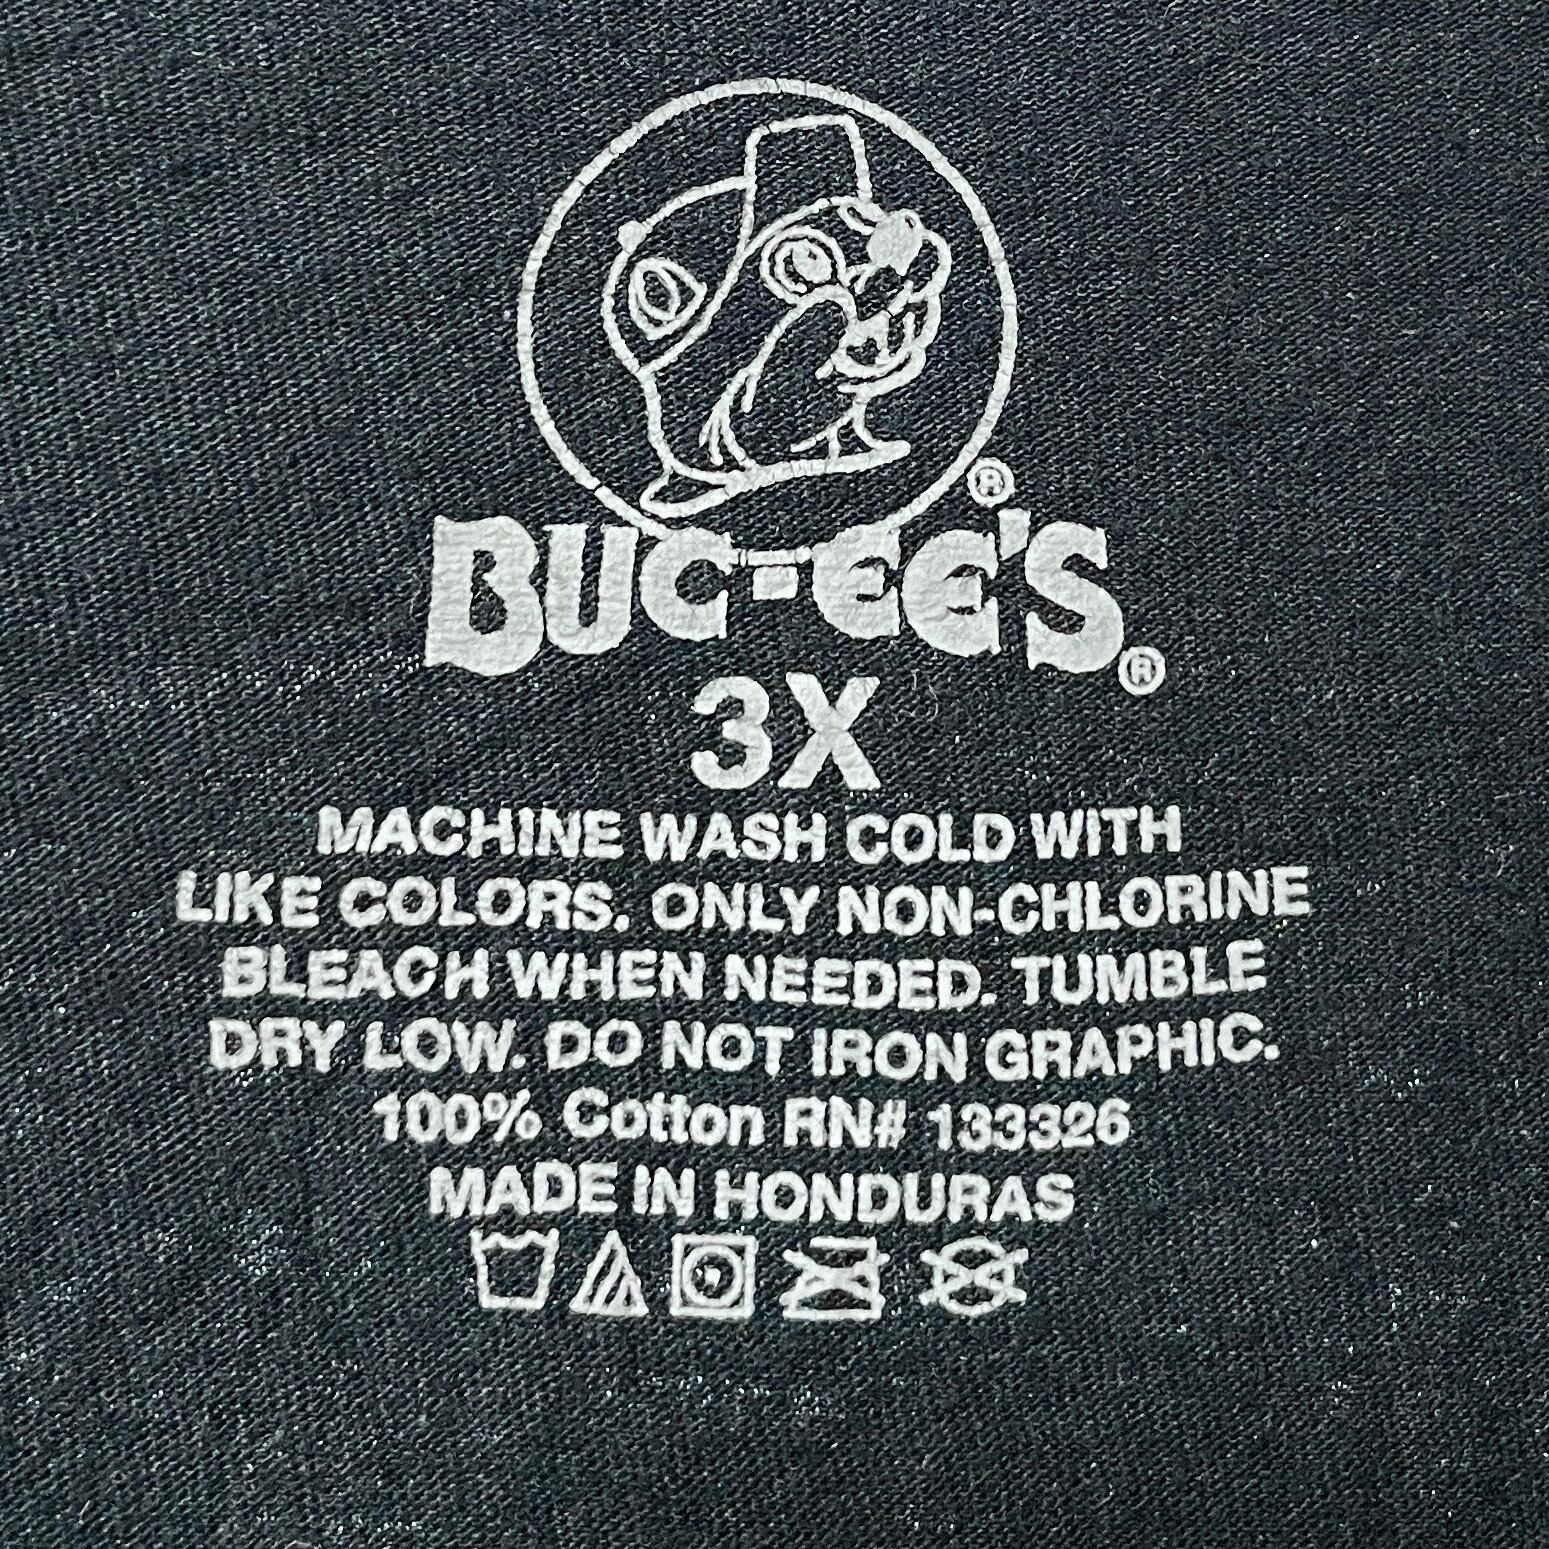 ®
BUC-EE'S®
3X
MACHINE WASH COLD WITH
LIKE COLORS. ONLY NON-CHLORINE
BLEACH WHEN NEEDED. TUMBLE
DRY LOW. DO NOT IRON GRAPHIC.
100% Cotton RN# 133326
MADE IN HONDURAS